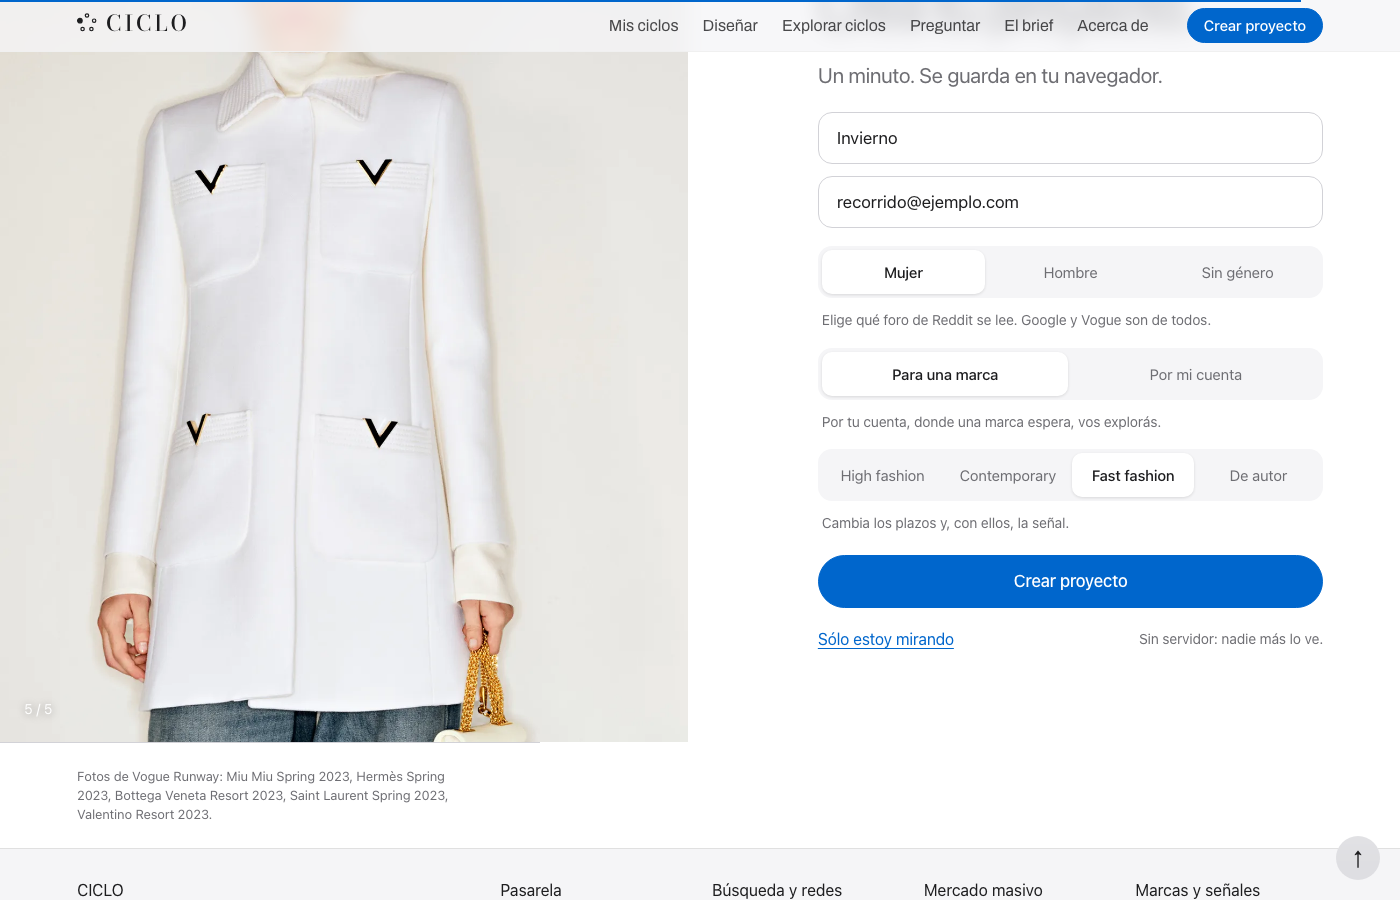 CICLO
Mis ciclos
Diseñar
Explorar ciclos
Preguntar
El brief
Acerca de
Crear proyecto
Un minuto. Se guarda en tu navegador.
Invierno
recorrido@ejemplo.com
Mujer
Hombre
Sin género
Elige qué foro de Reddit se lee. Google y Vogue son de todos.
Para una marca
Por mi cuenta
Por tu cuenta, donde una marca espera, vos explorás.
High fashion
Contemporary
Fast fashion
De autor
Cambia los plazos y, con ellos, la señal.
Crear proyecto
Sólo estoy mirando
Sin servidor: nadie más lo ve.
5 / 5
Fotos de Vogue Runway: Miu Miu Spring 2023, Hermès Spring
2023, Bottega Veneta Resort 2023, Saint Laurent Spring 2023,
Valentino Resort 2023.
↑
CICLO
Pasarela
Búsqueda y redes
Mercado masivo
Marcas y señales